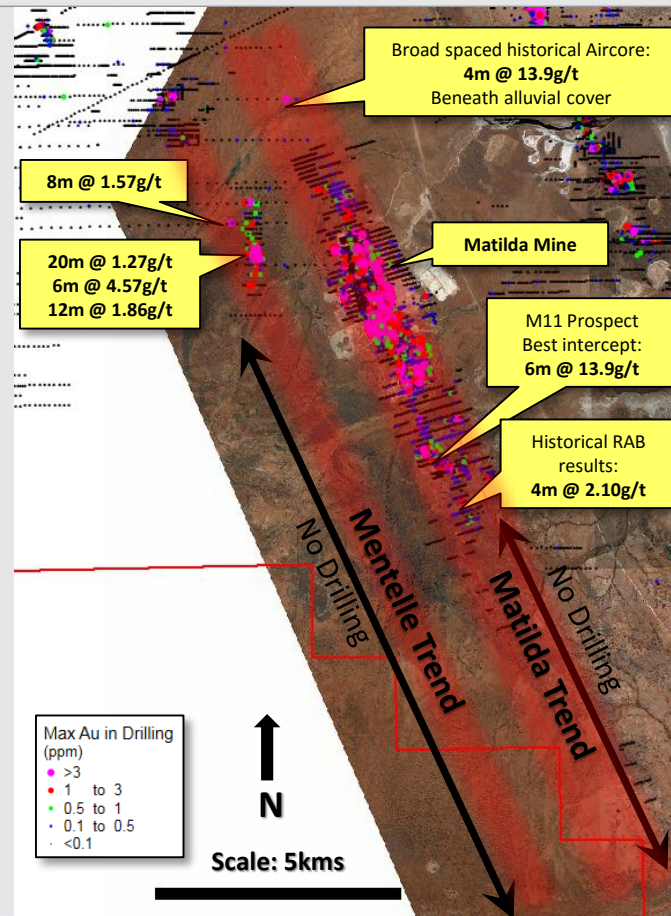 Broad spaced historical Aircore:
4m @ 13.9g/t
Beneath alluvial cover
8m @ 1.57g/t
20m @ 1.27g/t
6m @ 4.57g/t
12m @ 1.86g/t
Matilda Mine
M11 Prospect
Best intercept:
6m @ 13.9g/t
Historical RAB
results:
4m @ 2.10g/t
No Drilling
Mentelle Trend
No Drilling
Matilda Trend
Max Au in Drilling
(ppm)
>3
1 to 3
0.5 to 1
0.1 to 0.5
<0.1
N
Scale: 5kms